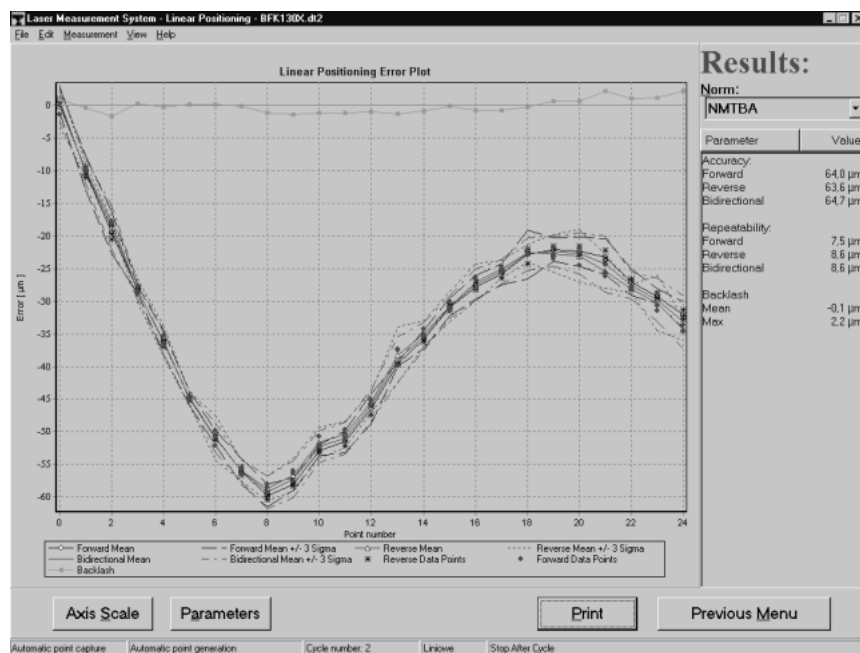 Laser Measurement System - Linear Positioning - BFK130X.dt2
File Edit Measurement View Help
Linear Positioning Error Plot
Error [ µm ]
0
-5
-10
-15
-20
-25
-30
-35
-40
-45
-50
-55
-60
0 2 4 6 8 10 12 14 16 18 20 22 24
Point number
Forward Mean Forward Mean +/- 3 Sigma Reverse Mean Reverse Mean +/- 3 Sigma
Bidirectional Mean Bidirectional Mean +/- 3 Sigma Reverse Data Points Forward Data Points
Backlash
Results:
Norm:
NMTBA
Parameter Value
Accuracy:
Forward 64,0 µm
Reverse 63,6 µm
Bidirectional 64,7 µm
Repeatability:
Forward 7,5 µm
Reverse 8,6 µm
Bidirectional 8,6 µm
Backlash
Mean -0,1 µm
Max 2,2 µm
Axis Scale Parameters Print Previous Menu
Automatic point capture Automatic point generation Cycle number: 2 Liniowe Stop After Cycle